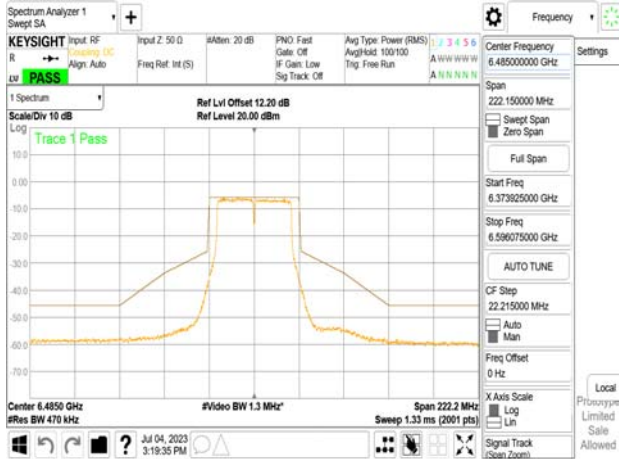 Spectrum Analyzer 1
Swept SA
+
Frequency
KEYSIGHT
Input: RF
Coupling: DC
Align: Auto
Input Z: 50 Ω
Freq Ref: Int (S)
#Atten: 20 dB
PNO: Fast
Gate: Off
IF Gain: Low
Sig Track: Off
Avg Type: Power (RMS)
Avg|Hold: 100/100
Trig: Free Run
1 2 3 4 5 6
A W W W W W
A N N N N N
R
LW PASS
1 Spectrum
Scale/Div 10 dB
Ref Lvl Offset 12.20 dB
Ref Level 20.00 dBm
Log
Trace 1 Pass
10.0
0.00
-10.0
-20.0
-30.0
-40.0
-50.0
-60.0
-70.0
Center 6.4850 GHz
#Res BW 470 kHz
#Video BW 1.3 MHz*
Span 222.2 MHz
Sweep 1.33 ms (2001 pts)
?
Jul 04, 2023
3:19:35 PM
Center Frequency
6.485000000 GHz
Settings
Span
222.150000 MHz
Swept Span
Zero Span
Full Span
Start Freq
6.373925000 GHz
Stop Freq
6.596075000 GHz
AUTO TUNE
CF Step
22.215000 MHz
Auto
Man
Freq Offset
0 Hz
X Axis Scale
Log
Lin
Signal Track
(Span Zoom)
Local
Prototype
Limited
Sale
Allowed